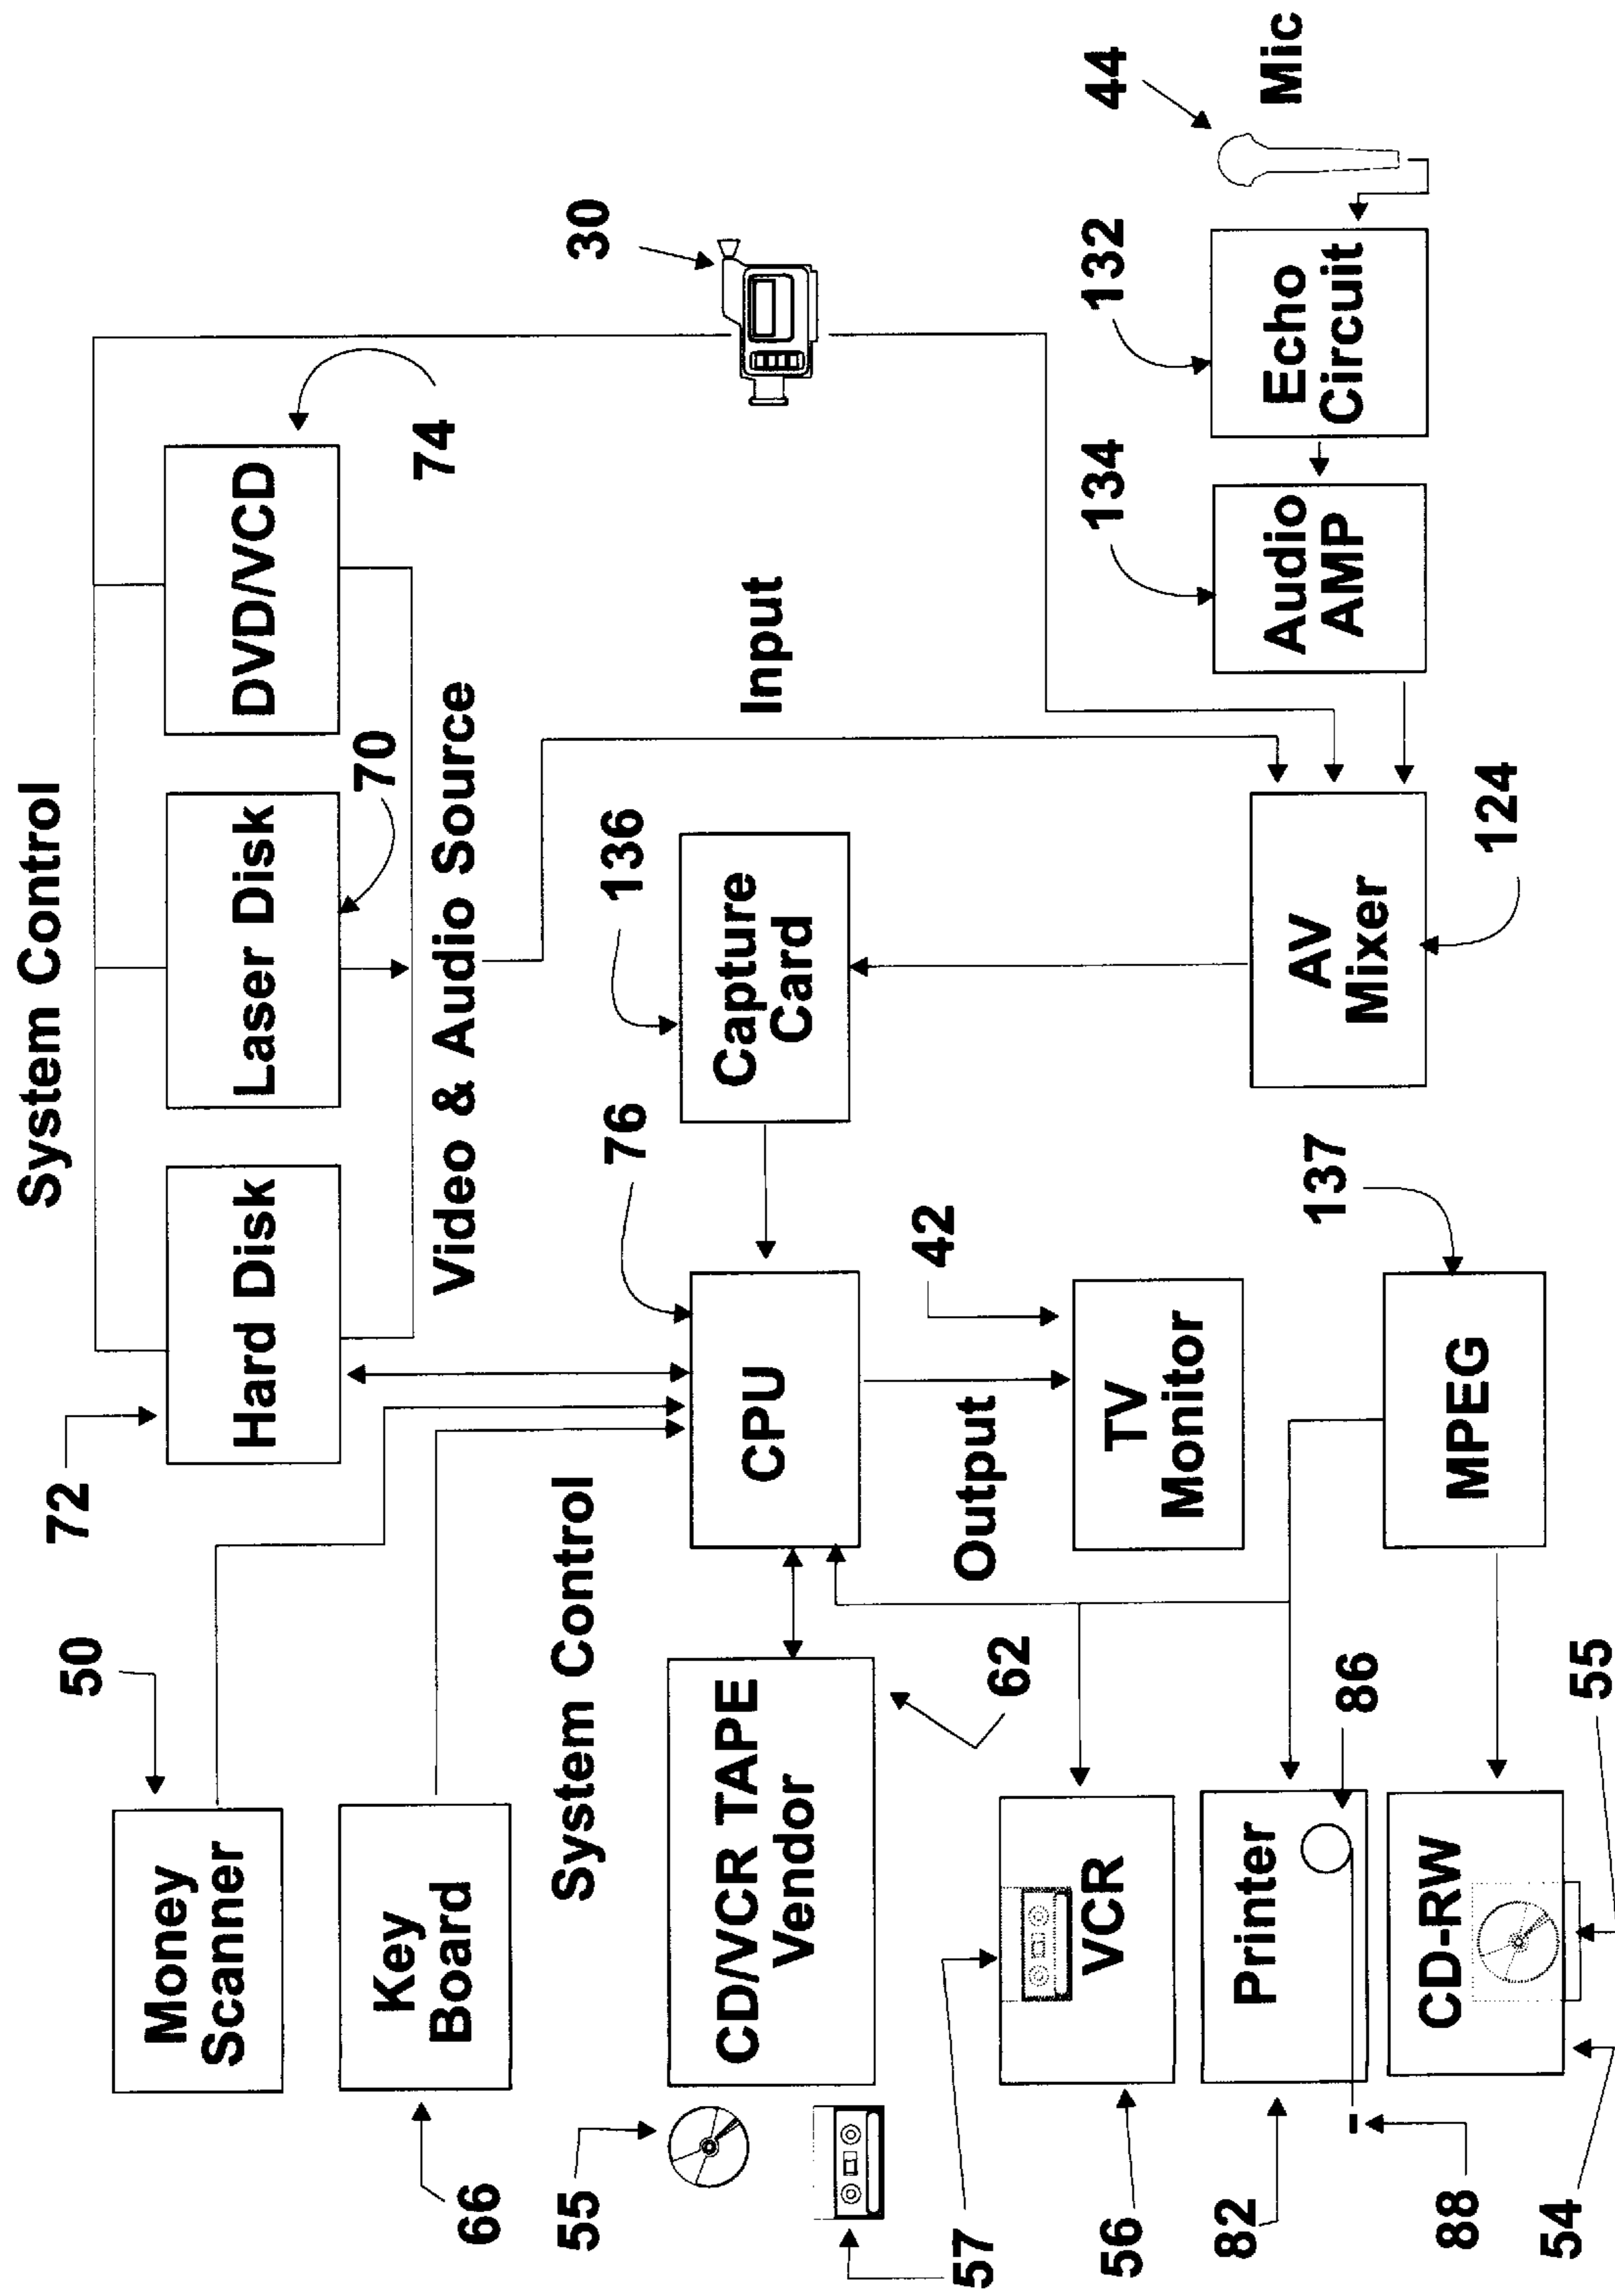 System Control
72
Hard Disk
Laser Disk
70
DVD/VCD
74
50
Money
Scanner
Video & Audio Source
66
Key
Board
System Control
76
136
Input
30
55
CD/VCR TAPE
Vendor
62
CPU
Capture
Card
57
Output
42
56
VCR
TV
Monitor
82
Printer
86
137
134
132
44
88
AV
Mixer
124
Audio
AMP
Echo
Circuit
Mic
54
CD-RW
55
MPEG